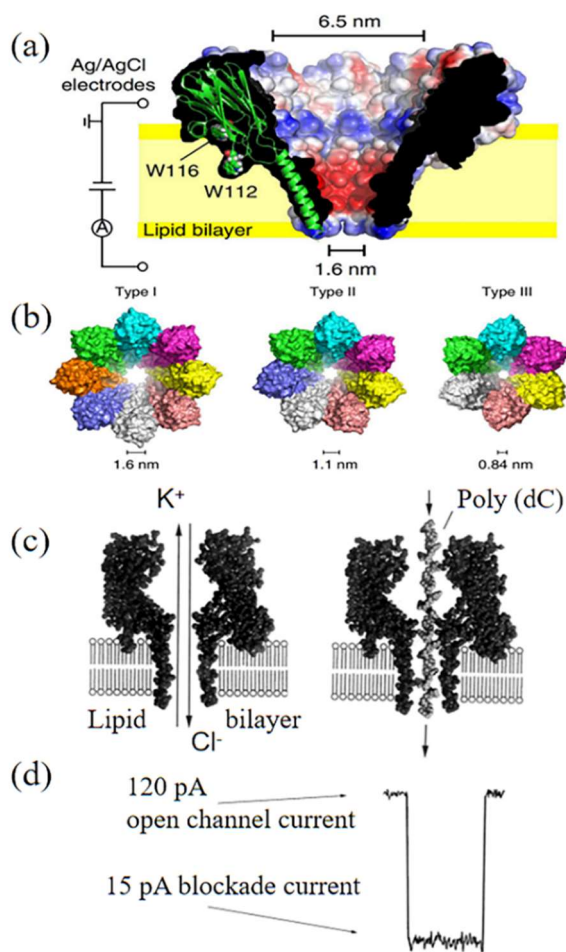 (a)
6.5 nm
Ag/AgCl
electrodes
W116
W112
A
Lipid bilayer
1.6 nm
(b)
Type I
Type II
Type III
1.6 nm
1.1 nm
0.84 nm
(c)
K+
Poly (dC)
Lipid
bilayer
Cl-
(d)
120 pA
open channel current
15 pA blockade current